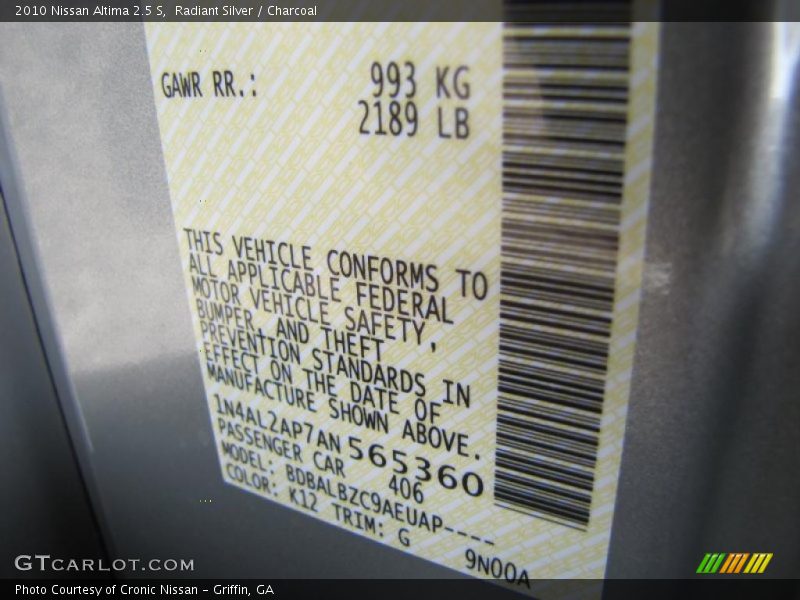 2010 Nissan Altima 2.5 S, Radiant Silver / Charcoal
GAWR RR.: 993 KG
2189 LB
THIS VEHICLE CONFORMS TO
ALL APPLICABLE FEDERAL
MOTOR VEHICLE SAFETY,
BUMPER, AND THEFT
PREVENTION STANDARDS IN
EFFECT ON THE DATE OF
MANUFACTURE SHOWN ABOVE.
1N4AL2AP7AN565360
PASSENGER CAR 406
MODEL: BDBALBZC9AEUAP----
COLOR: K12 TRIM: G 9N00A
GTCARLOT.COM
Photo Courtesy of Cronic Nissan - Griffin, GA